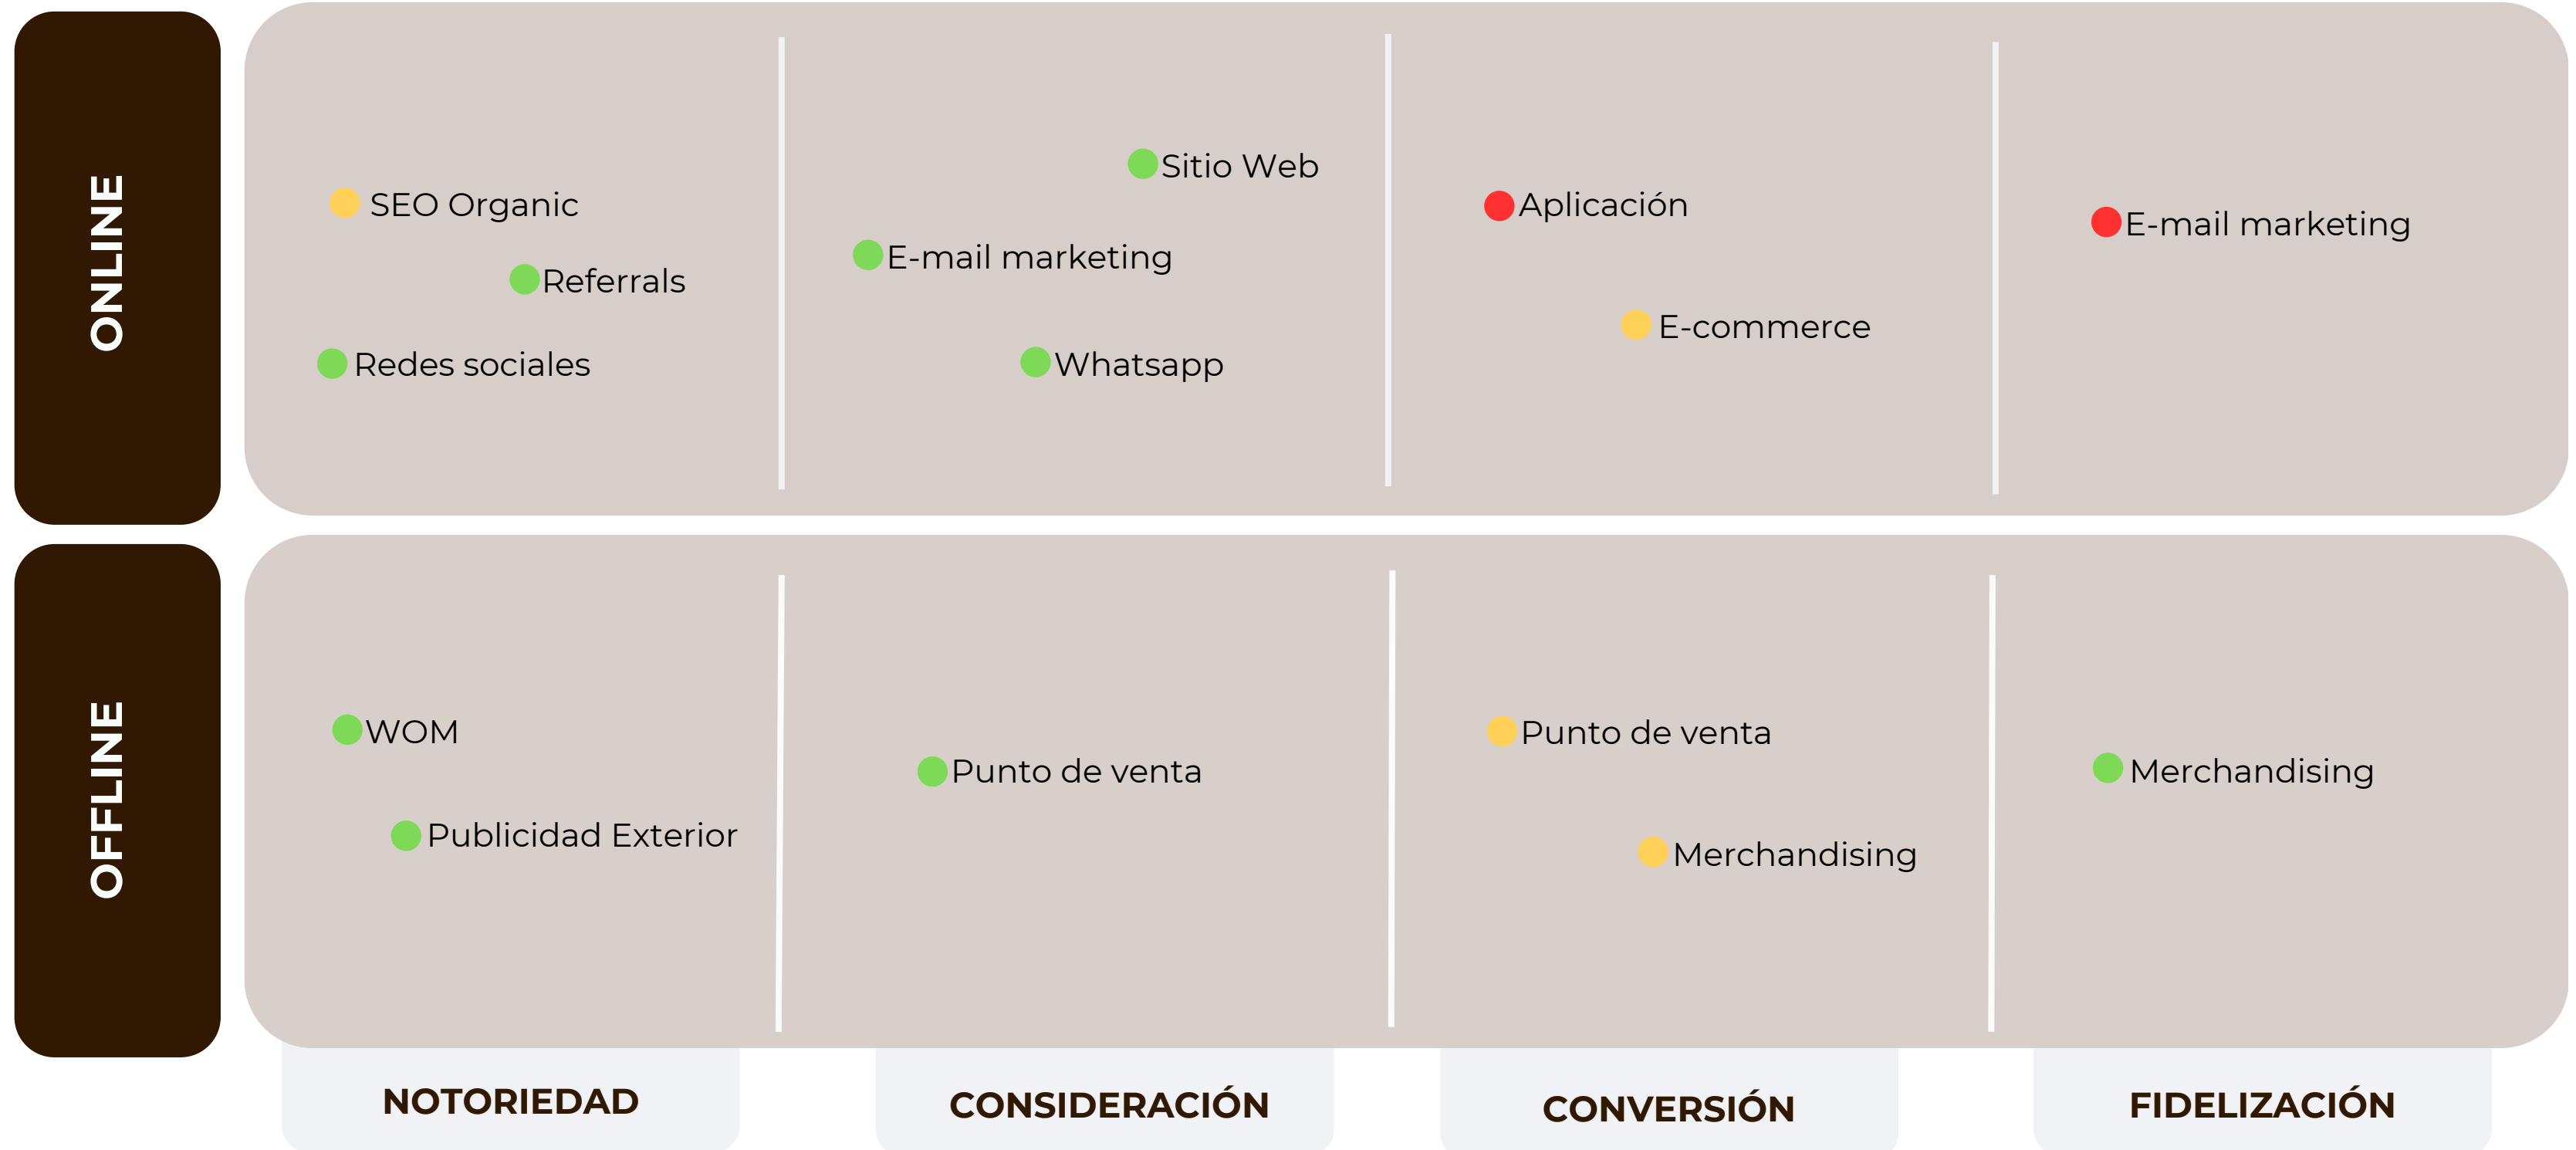 ONLINE
SEO Organic
Referrals
Redes sociales
Sitio Web
E-mail marketing
Whatsapp
Aplicación
E-commerce
E-mail marketing
OFFLINE
WOM
Publicidad Exterior
Punto de venta
Punto de venta
Merchandising
Merchandising
NOTORIEDAD
CONSIDERACIÓN
CONVERSIÓN
FIDELIZACIÓN